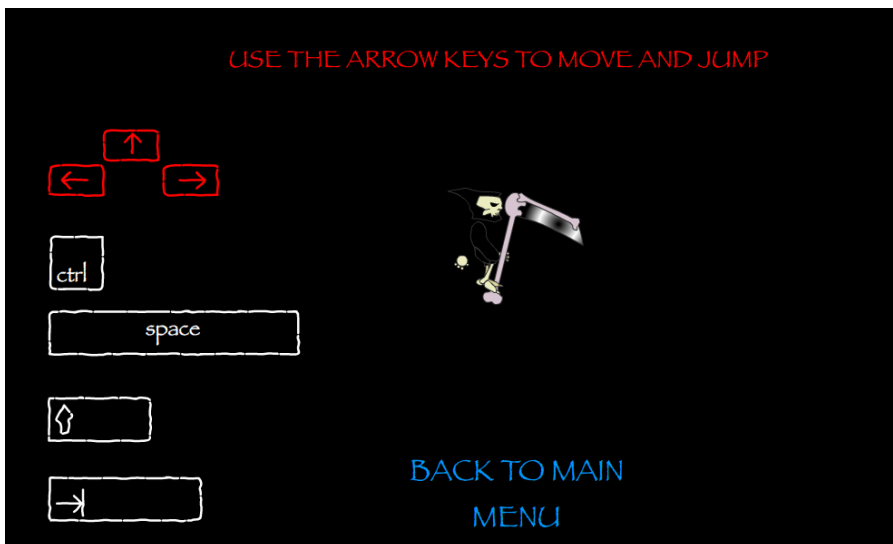 USE THE ARROW KEYS TO MOVE AND JUMP
ctrl
space
BACK TO MAIN
MENU